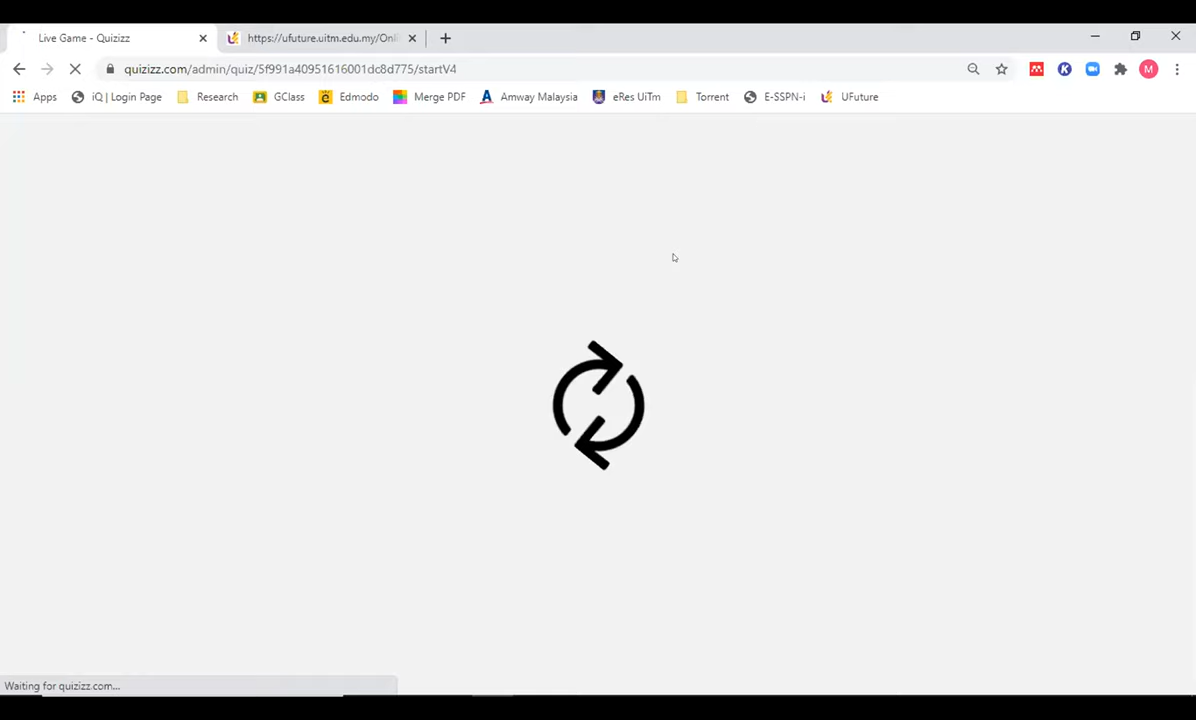 Live Game - Quizizz
https://ufuture.uitm.edu.my/Onli
quizizz.com/admin/quiz/5f991a40951616001dc8d775/startV4
K
M
Apps
iQ | Login Page
Research
GClass
Edmodo
Merge PDF
Amway Malaysia
eRes UiTm
Torrent
E-SSPN-i
UFuture
Waiting for quizizz.com...